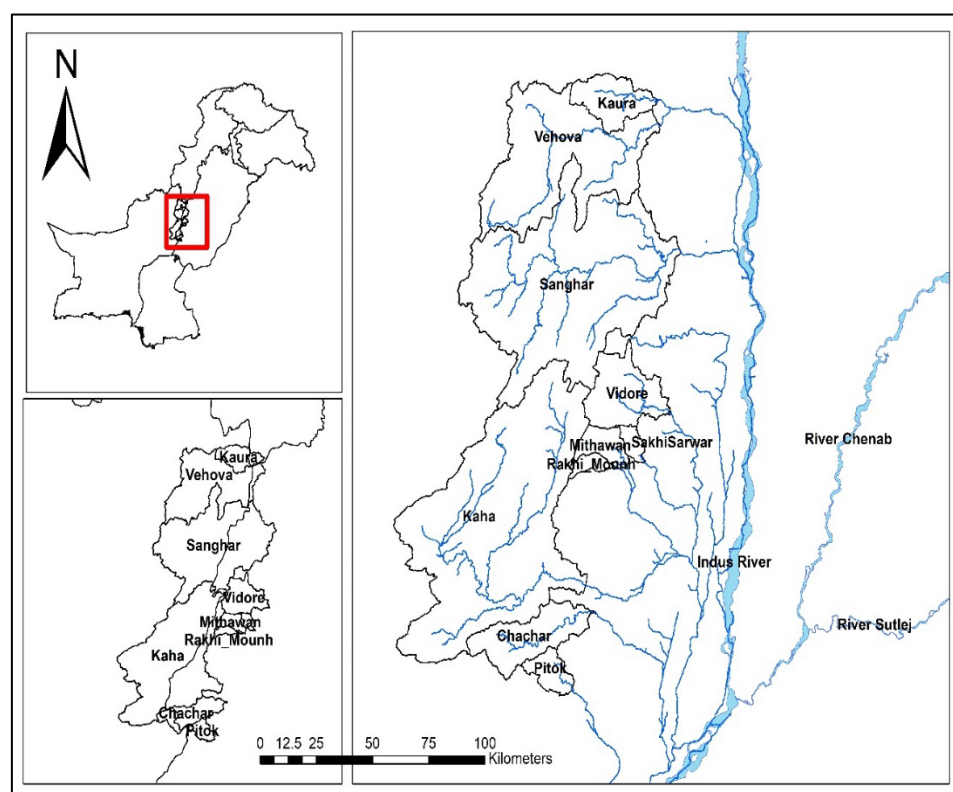 N
Kaura
Vehova
Sanghar
Vidore
Mithawan
Rakhi_Mounh
Kaha
Chachar
Pitok
0 12.5 25 50 75 100
Kilometers
Kaura
Vehova
Sanghar
Vidore
Mithawan
SakhiSarwar
Rakhi_Mounh
Kaha
Chachar
Pitok
River Chenab
Indus River
River Sutlej